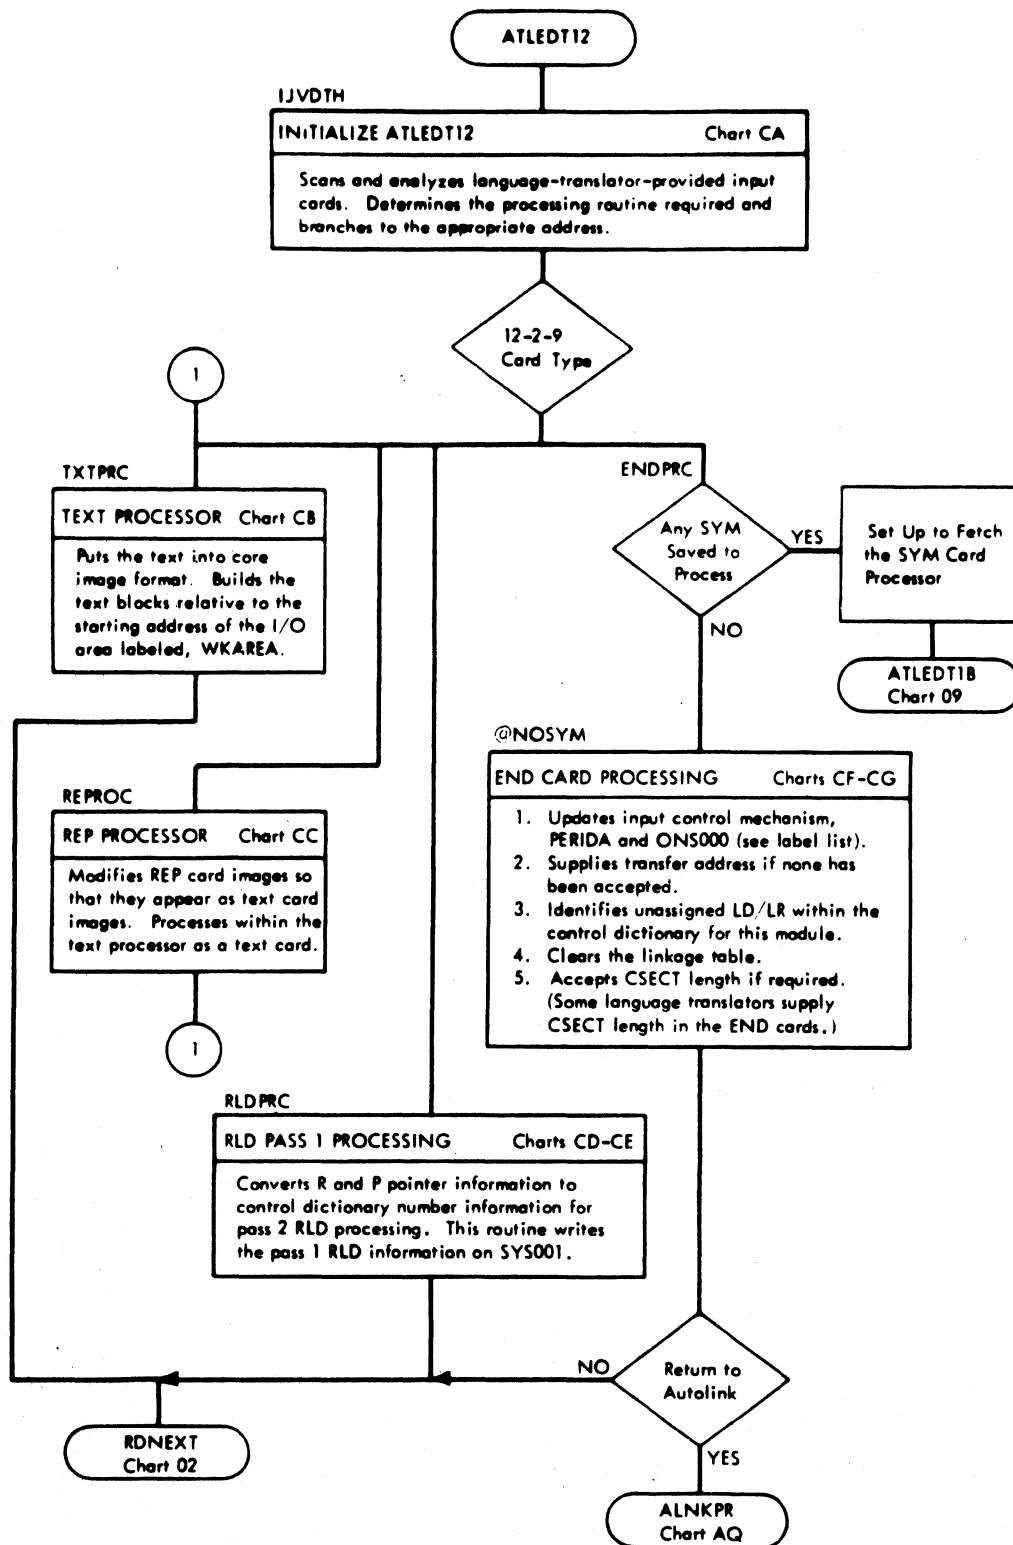 ATLEDT12
IJVDTH
INITIALIZE ATLEDT12 Chart CA
Scans and analyzes language-translator-provided input
cards. Determines the processing routine required and
branches to the appropriate address.
12-2-9
Card Type
1
TXTPRC
TEXT PROCESSOR Chart CB
Puts the text into core
image format. Builds the
text blocks relative to the
starting address of the I/O
area labeled, WKAREA.
ENDPRC
Any SYM
Saved to
Process
YES
NO
Set Up to Fetch
the SYM Card
Processor
ATLEDT1B
Chart 09
REPROC
REP PROCESSOR Chart CC
Modifies REP card images so
that they appear as text card
images. Processes within the
text processor as a text card.
1
@NOSYM
END CARD PROCESSING Charts CF-CG
1. Updates input control mechanism,
PERIDA and ONS000 (see label list).
2. Supplies transfer address if none has
been accepted.
3. Identifies unassigned LD/LR within the
control dictionary for this module.
4. Clears the linkage table.
5. Accepts CSECT length if required.
(Some language translators supply
CSECT length in the END cards.)
RLDPRC
RLD PASS 1 PROCESSING Charts CD-CE
Converts R and P pointer information to
control dictionary number information for
pass 2 RLD processing. This routine writes
the pass 1 RLD information on SYS001.
NO
Return to
Autolink
YES
RDNEXT
Chart 02
ALNKPR
Chart AQ